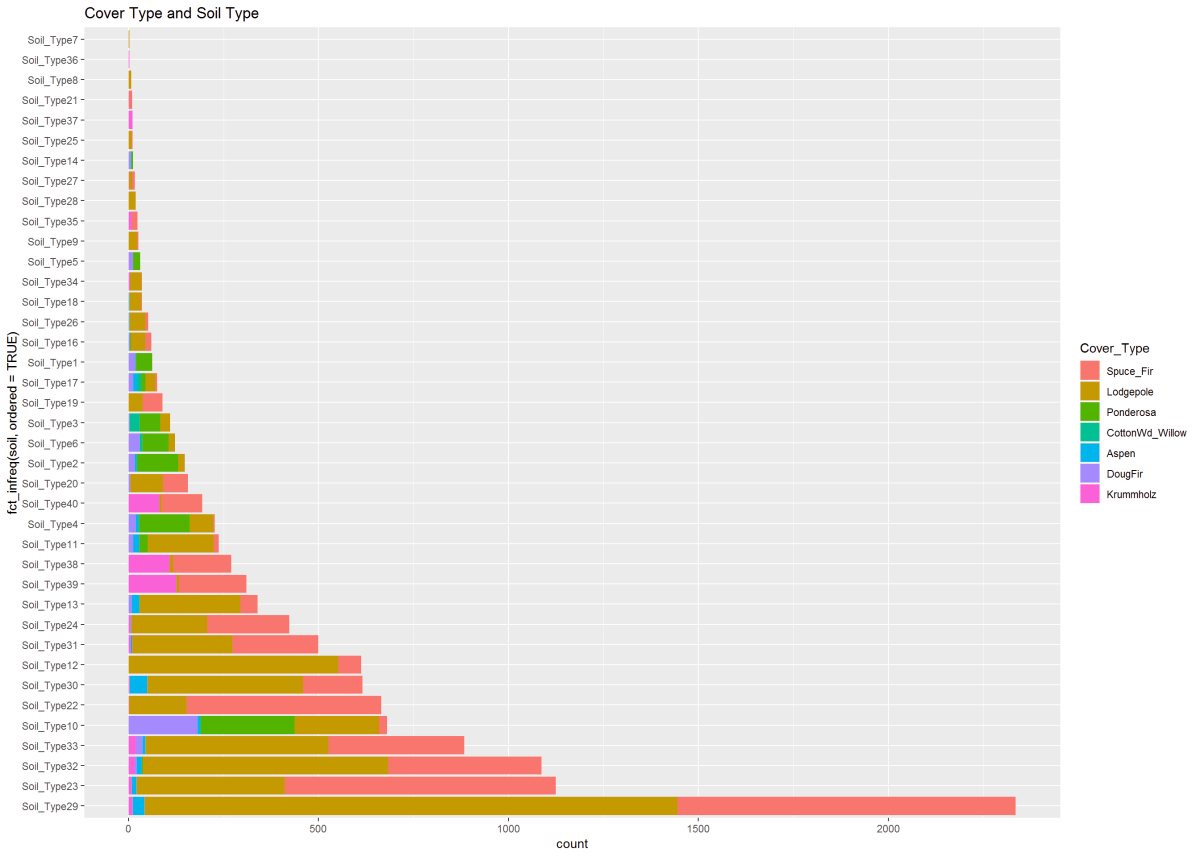 Cover Type and Soil Type
fct_infreq(soil, ordered = TRUE)
Soil_Type7
Soil_Type36
Soil_Type8
Soil_Type21
Soil_Type37
Soil_Type25
Soil_Type14
Soil_Type27
Soil_Type28
Soil_Type35
Soil_Type9
Soil_Type5
Soil_Type34
Soil_Type18
Soil_Type26
Soil_Type16
Soil_Type1
Soil_Type17
Soil_Type19
Soil_Type3
Soil_Type6
Soil_Type2
Soil_Type20
Soil_Type40
Soil_Type4
Soil_Type11
Soil_Type38
Soil_Type39
Soil_Type13
Soil_Type24
Soil_Type31
Soil_Type12
Soil_Type30
Soil_Type22
Soil_Type10
Soil_Type33
Soil_Type32
Soil_Type23
Soil_Type29
0 500 1000 1500 2000
count
Cover_Type
Spuce_Fir
Lodgepole
Ponderosa
CottonWd_Willow
Aspen
DougFir
Krummholz